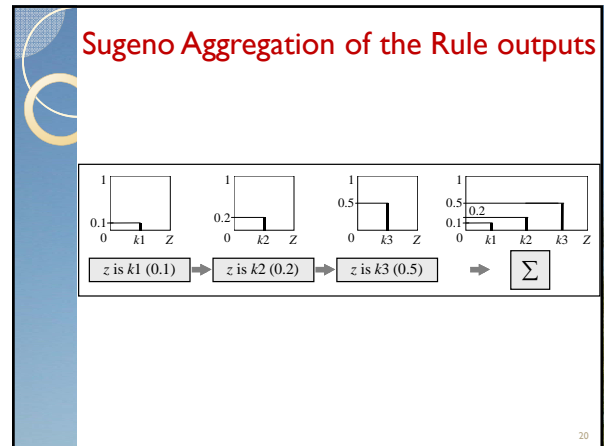 Sugeno Aggregation of the Rule outputs
1
0.1
0 k1 Z
1
0.2
0 k2 Z
1
0.5
0 k3 Z
1
0.5
0.2
0.1
0 k1 k2 k3 Z
z is k1 (0.1)
z is k2 (0.2)
z is k3 (0.5)
∑
20